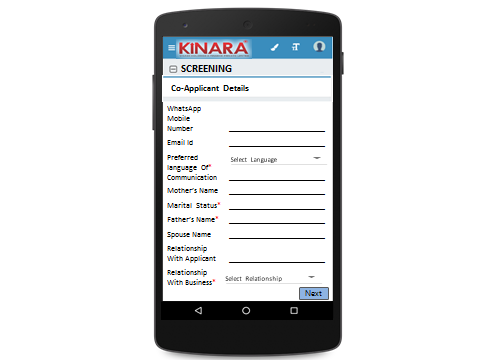 KINARA
SCREENING
Co-Applicant Details
WhatsApp
Mobile
Number
Email Id
Preferred
language Of*
Communication
Select Language
Mother's Name
Marital Status*
Father's Name*
Spouse Name
Relationship
With Applicant
Relationship
With Business*
Select Relationship
Next